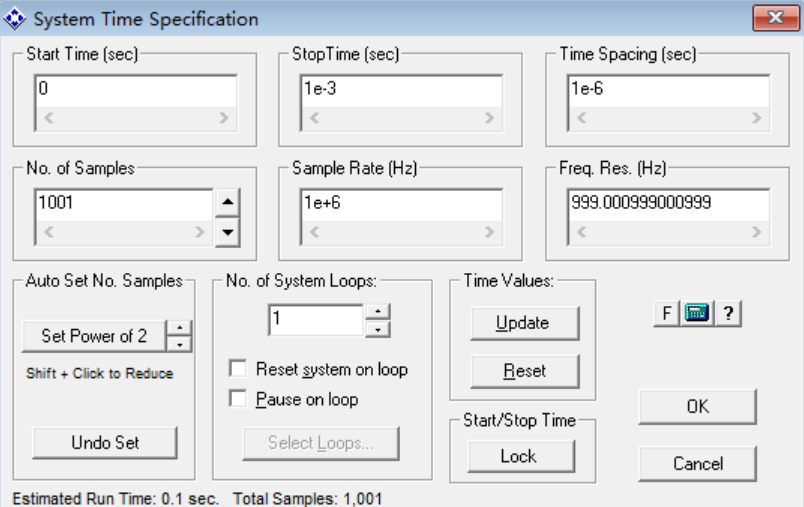 System Time Specification
Start Time (sec) StopTime (sec) Time Spacing (sec)
0 1e-3 1e-6
No. of Samples Sample Rate (Hz) Freq. Res. (Hz)
1001 1e+6 999.000999000999
Auto Set No. Samples No. of System Loops: Time Values:
Set Power of 2 1 Update F ?
Shift + Click to Reduce Reset system on loop Reset
Pause on loop OK
Start/Stop Time
Undo Set Select Loops... Lock Cancel
Estimated Run Time: 0.1 sec. Total Samples: 1,001